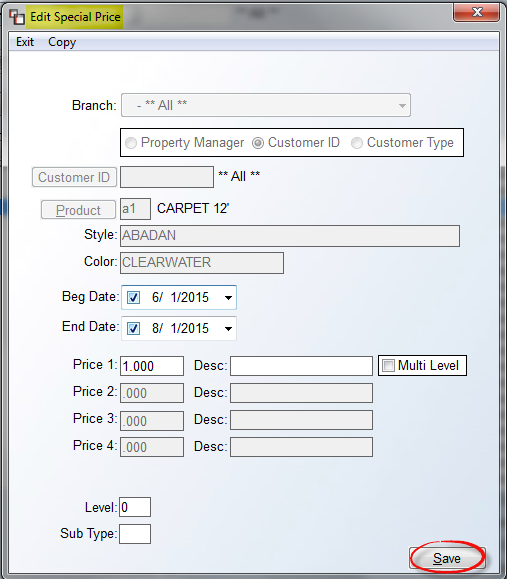 Edit Special Price
Exit Copy
Branch: - ** All **
Property Manager Customer ID Customer Type
Customer ID ** All **
Product a1 CARPET 12'
Style: ABADAN
Color: CLEARWATER
Beg Date: 6/ 1/2015
End Date: 8/ 1/2015
Price 1: 1.000 Desc: Multi Level
Price 2: .000 Desc:
Price 3: .000 Desc:
Price 4: .000 Desc:
Level: 0
Sub Type:
Save